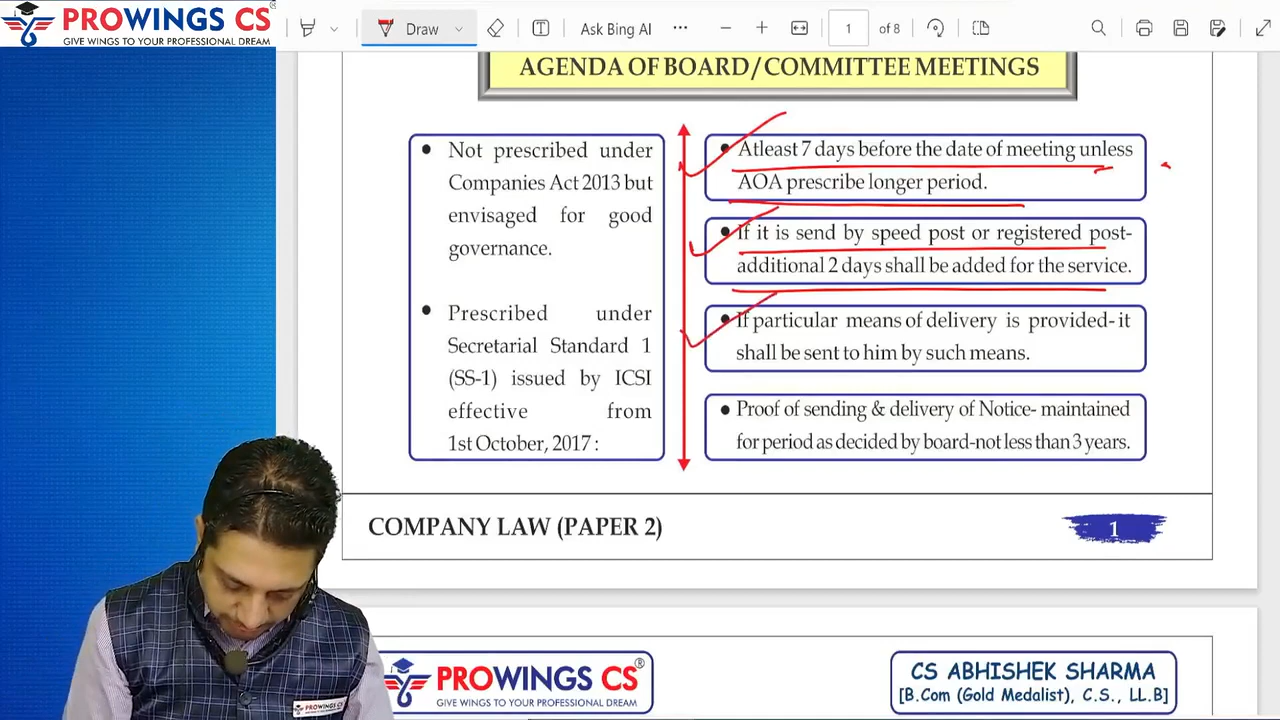 PROWINGS CS®
GIVE WINGS TO YOUR PROFESSIONAL DREAM
Draw
Ask Bing AI
1
of 8
AGENDA OF BOARD/COMMITTEE MEETINGS
• Not prescribed under
Companies Act 2013 but
envisaged for good
governance.
• Prescribed under
Secretarial Standard 1
(SS-1) issued by ICSI
effective from
1st October, 2017 :
• Atleast 7 days before the date of meeting unless
AOA prescribe longer period.
• If it is send by speed post or registered post-
additional 2 days shall be added for the service.
• If particular means of delivery is provided-it
shall be sent to him by such means.
• Proof of sending & delivery of Notice- maintained
for period as decided by board-not less than 3 years.
COMPANY LAW (PAPER 2)
1
PROWINGS CS®
GIVE WINGS TO YOUR PROFESSIONAL DREAM
CS ABHISHEK SHARMA
[B.Com (Gold Medalist), C.S., LL.B]
PROWINGS CS